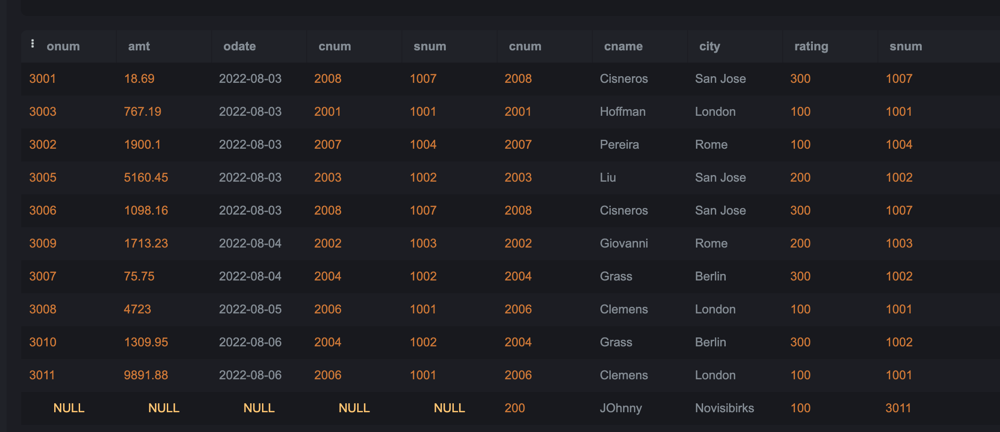 onum amt odate cnum snum cnum cname city rating snum
3001 18.69 2022-08-03 2008 1007 2008 Cisneros San Jose 300 1007
3003 767.19 2022-08-03 2001 1001 2001 Hoffman London 100 1001
3002 1900.1 2022-08-03 2007 1004 2007 Pereira Rome 100 1004
3005 5160.45 2022-08-03 2003 1002 2003 Liu San Jose 200 1002
3006 1098.16 2022-08-03 2008 1007 2008 Cisneros San Jose 300 1007
3009 1713.23 2022-08-04 2002 1003 2002 Giovanni Rome 200 1003
3007 75.75 2022-08-04 2004 1002 2004 Grass Berlin 300 1002
3008 4723 2022-08-05 2006 1001 2006 Clemens London 100 1001
3010 1309.95 2022-08-06 2004 1002 2004 Grass Berlin 300 1002
3011 9891.88 2022-08-06 2006 1001 2006 Clemens London 100 1001
NULL NULL NULL NULL NULL 200 JOhnny Novisibirks 100 3011